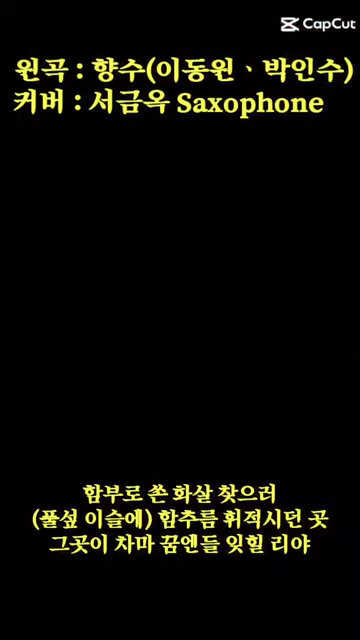 CapCut
원곡 : 향수(이동원、박인수)
커버 : 서금옥 Saxophone
함부로 쏜 화살 찾으러
(풀섶 이슬에) 함추름 휘적시던 곳
그곳이 차마 꿈엔들 잊힐 리야